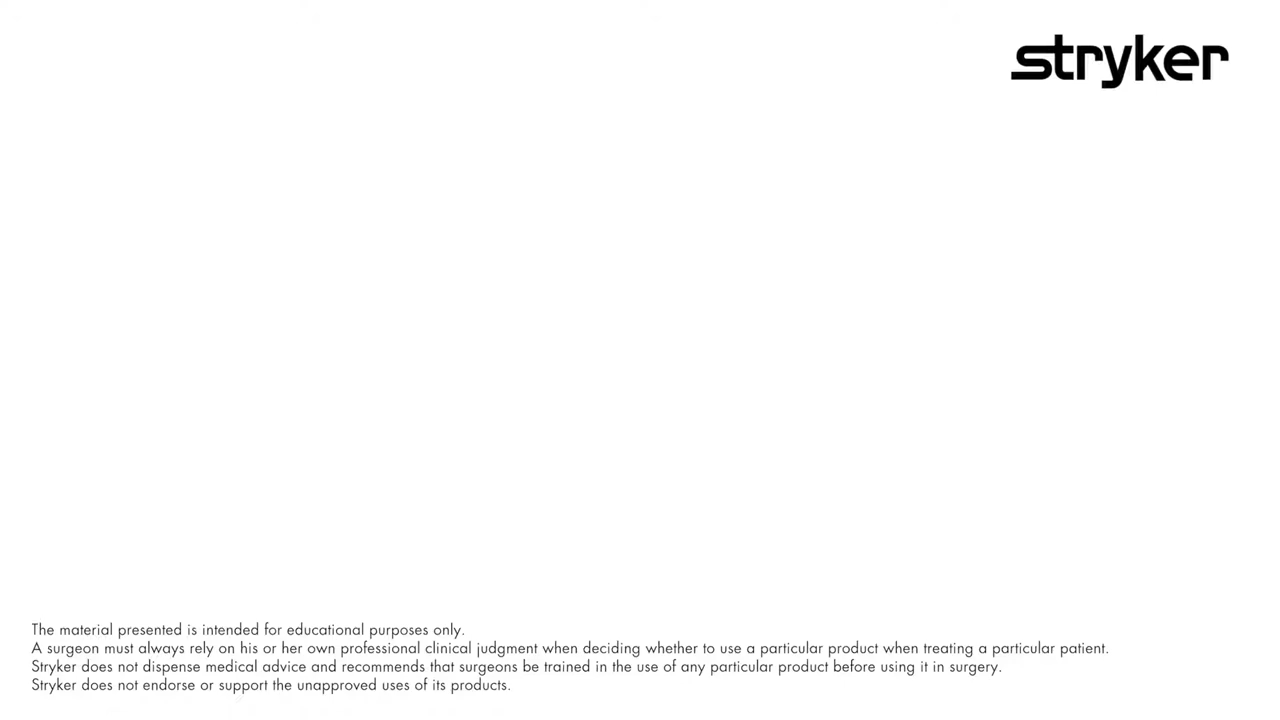 stryker
The material presented is intended for educational purposes only.
A surgeon must always rely on his or her own professional clinical judgment when deciding whether to use a particular product when treating a particular patient.
Stryker does not dispense medical advice and recommends that surgeons be trained in the use of any particular product before using it in surgery.
Stryker does not endorse or support the unapproved uses of its products.